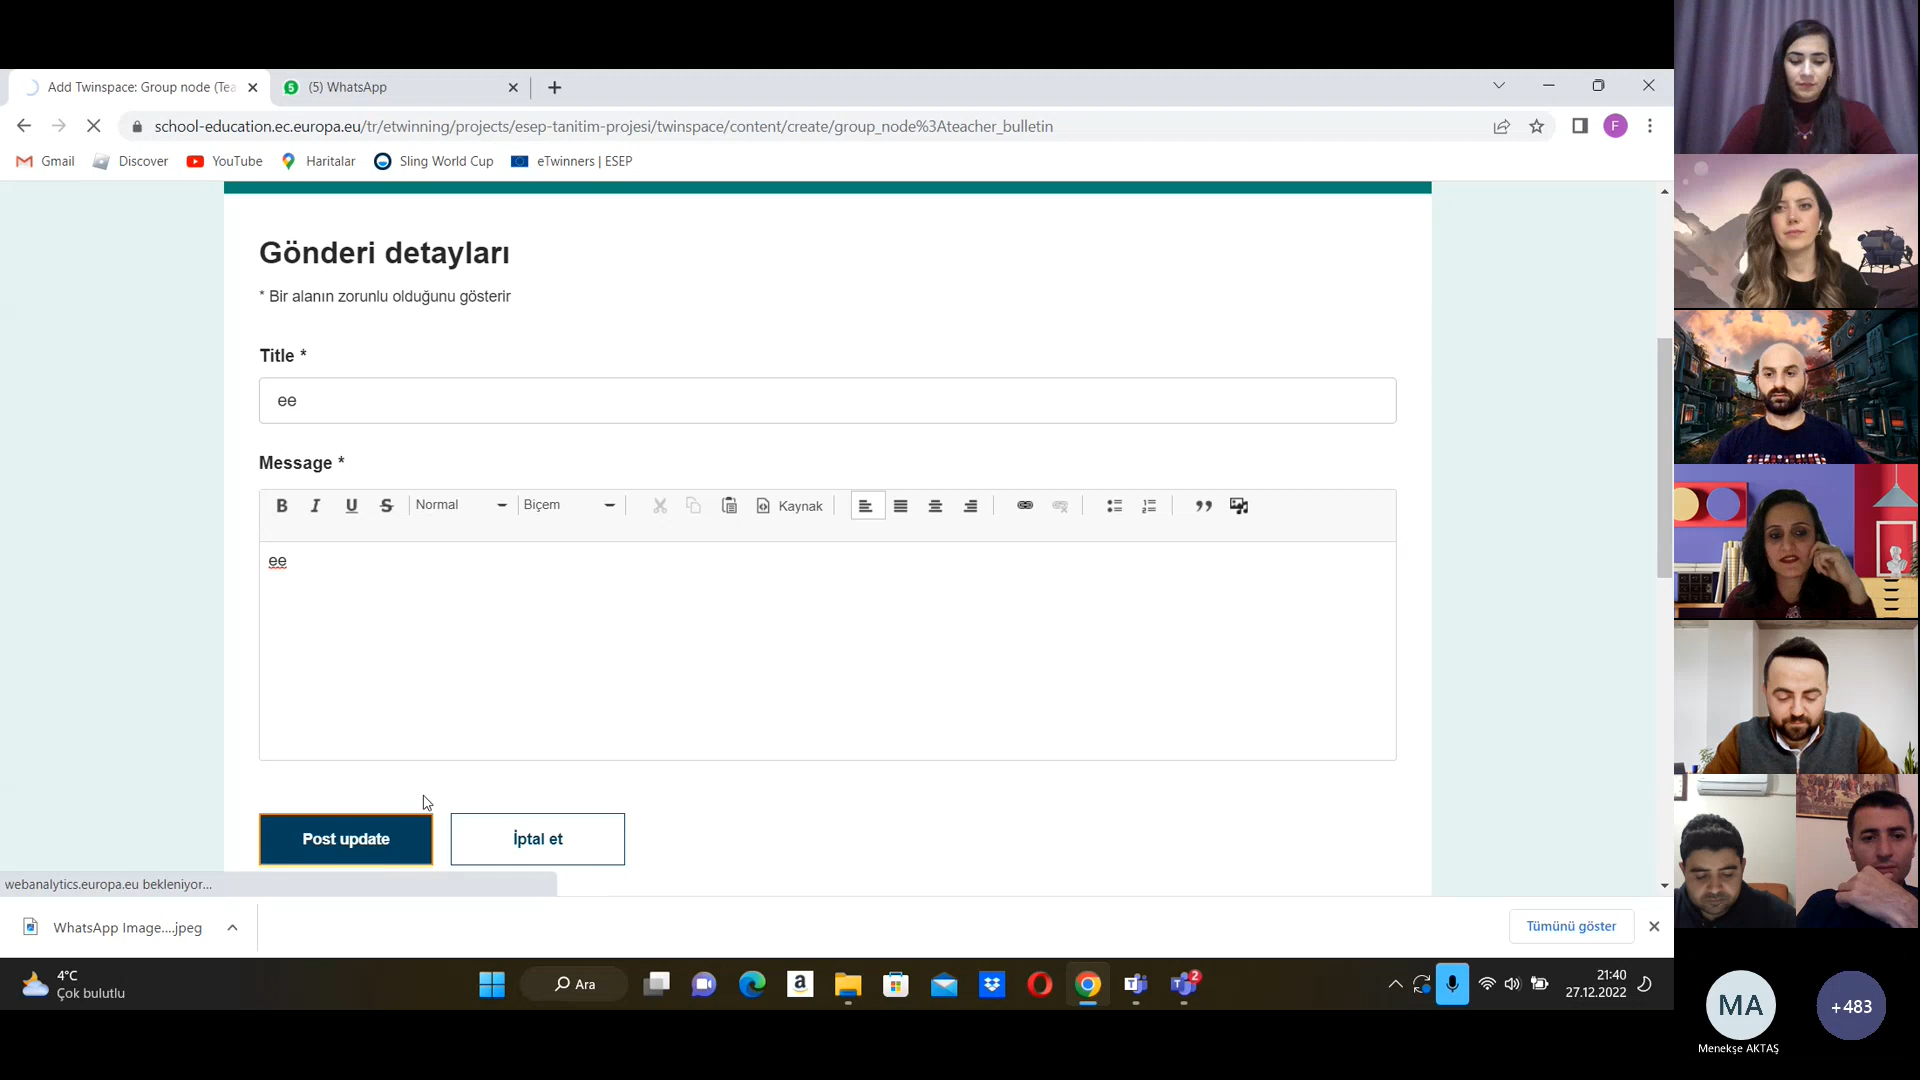 Add Twinspace: Group node (Tea
(5) WhatsApp
school-education.ec.europa.eu/tr/etwinning/projects/esep-tanitim-projesi/twinspace/content/create/group_node%3Ateacher_bulletin
F
Gmail
Discover
YouTube
Haritalar
Sling World Cup
eTwinners | ESEP
Gönderi detayları
* Bir alanın zorunlu olduğunu gösterir
Title *
ee
Message *
B I U S Normal Biçem Kaynak
ee
Post update
İptal et
webanalytics.europa.eu bekleniyor...
WhatsApp Image....jpeg
Tümünü göster
4°C
Çok bulutlu
Ara
2
21:40
27.12.2022
MA
Menekşe AKTAŞ
+483